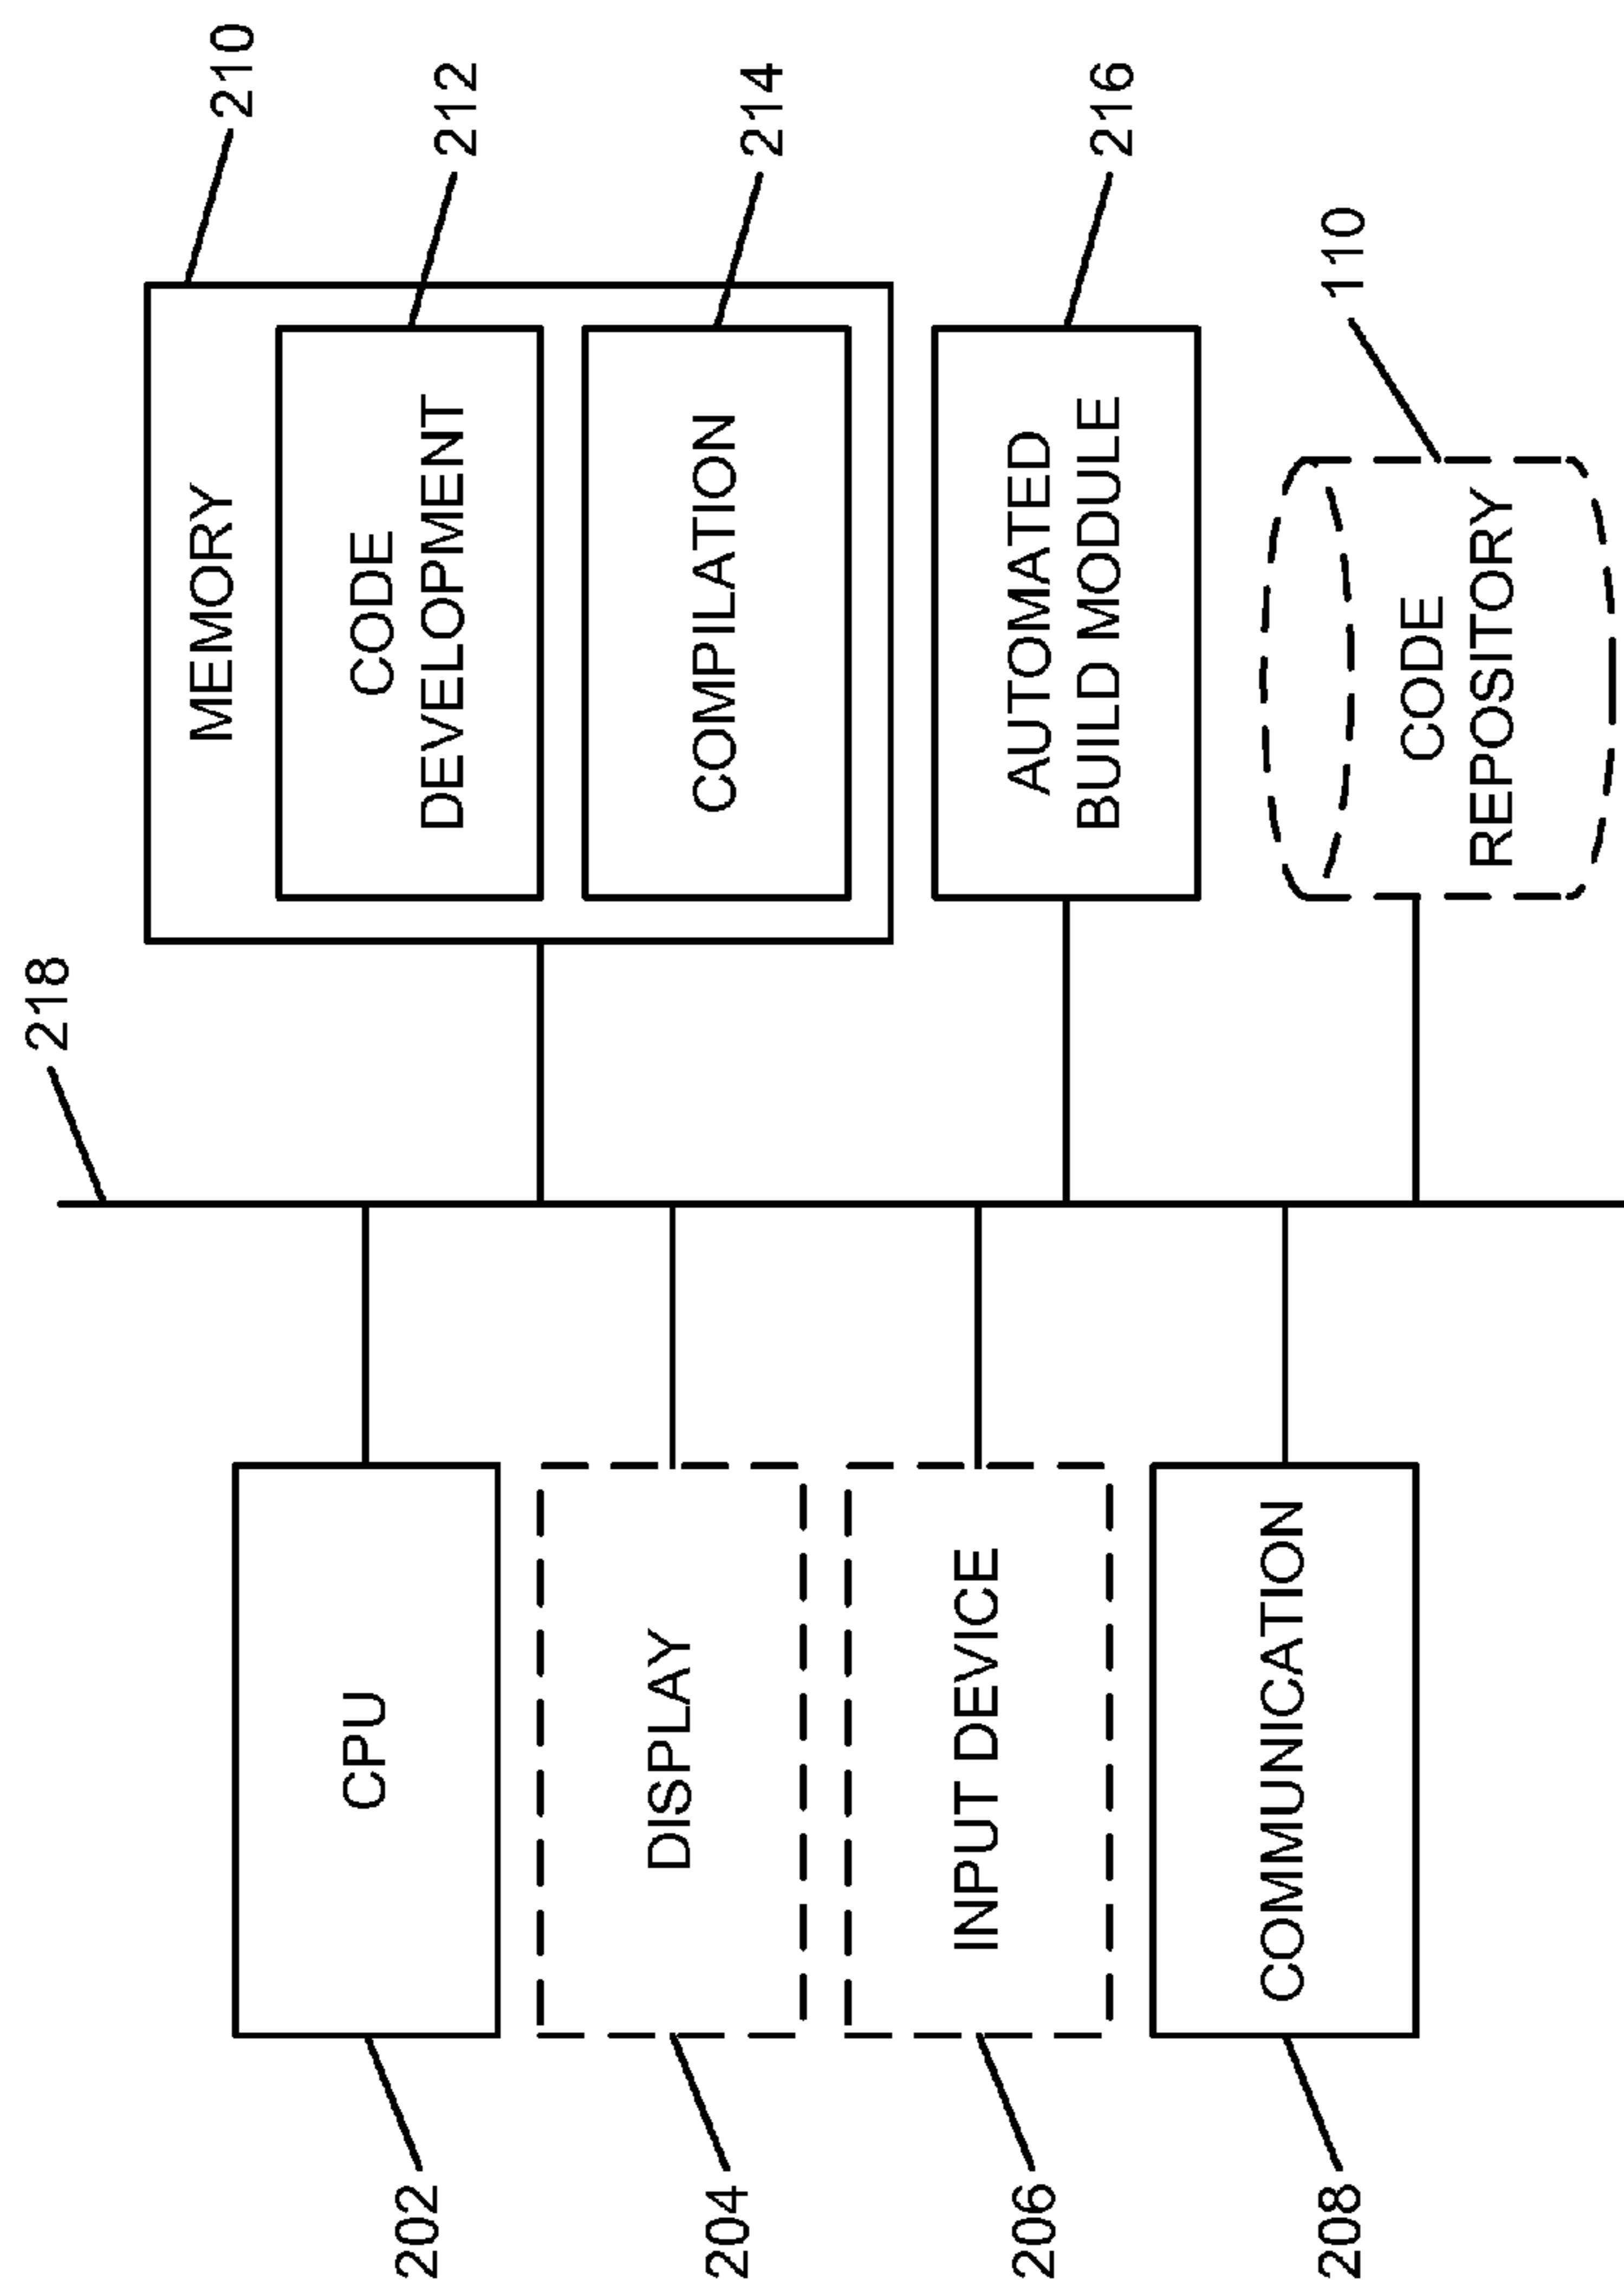 218
202
CPU
204
DISPLAY
206
INPUT DEVICE
208
COMMUNICATION
MEMORY
210
CODE
DEVELOPMENT
212
COMPILATION
214
AUTOMATED
BUILD MODULE
216
CODE
REPOSITORY
110